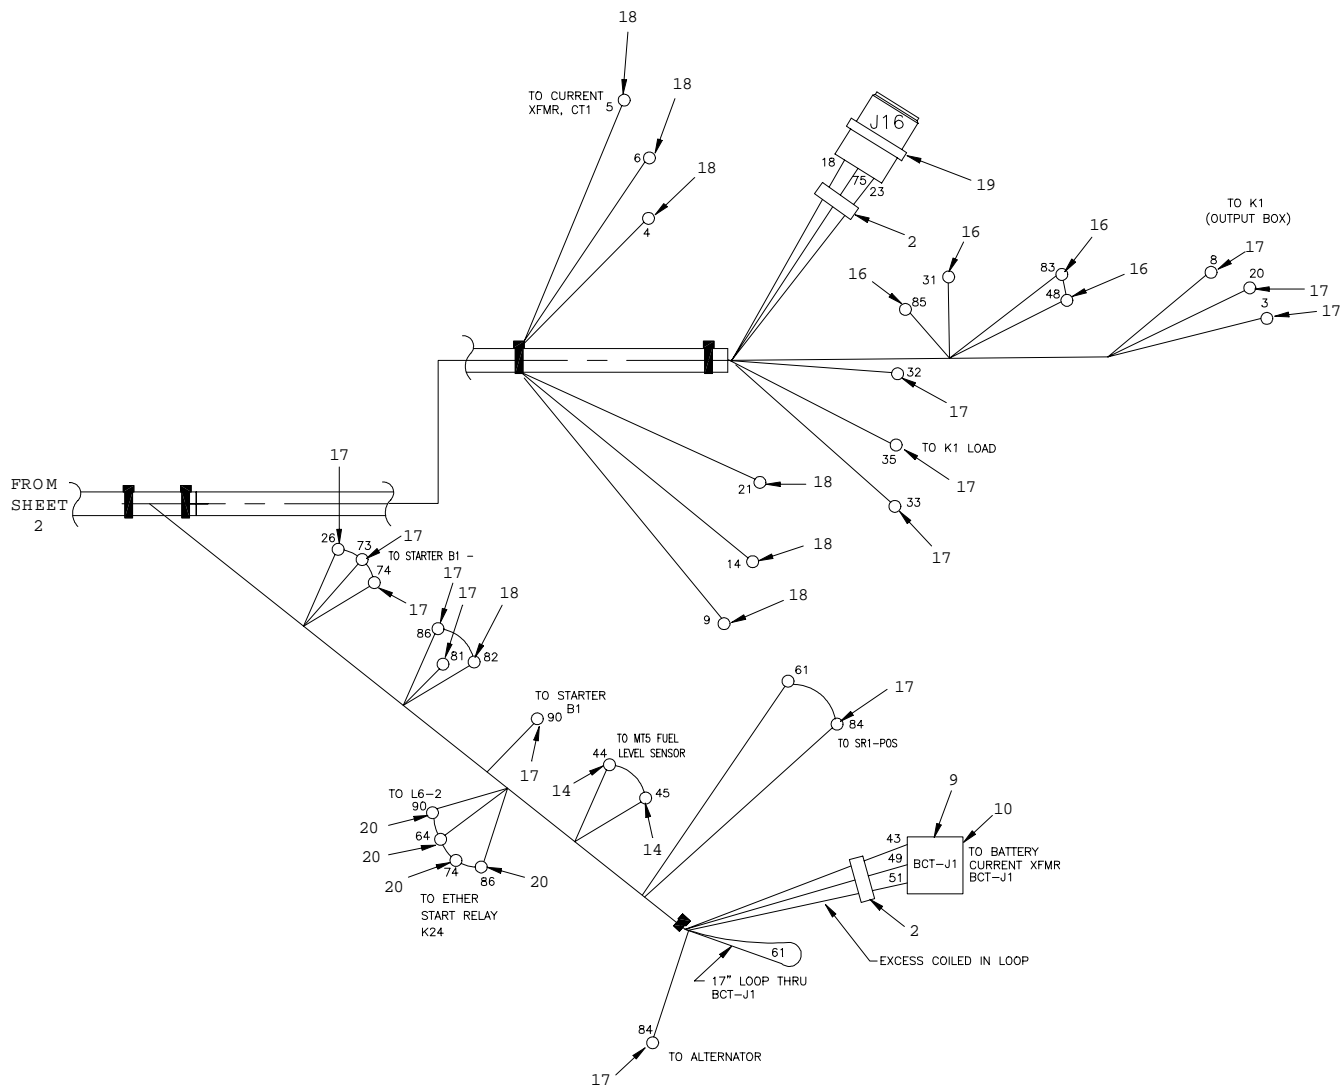 18
TO CURRENT
XFMR, CT1
5
18
6
18
4
J16
18
75
23
19
2
TO K1
(OUTPUT BOX)
16
31
16
85
16
83
16
48
17
8
20
17
3
17
32
17
TO K1 LOAD
35
17
33
17
21
18
14
18
9
18
FROM
SHEET
2
17
26
73
17
TO STARTER B1 -
74
17
17
17
18
86
81
82
TO STARTER
B1
90
17
TO MT5 FUEL
LEVEL SENSOR
44
14
45
14
61
17
84
TO SR1-POS
TO L6-2
90
20
64
20
74
20
86
20
TO ETHER
START RELAY
K24
9
10
43
49
51
BCT-J1
TO BATTERY
CURRENT XFMR
BCT-J1
2
EXCESS COILED IN LOOP
61
17" LOOP THRU
BCT-J1
84
17
TO ALTERNATOR